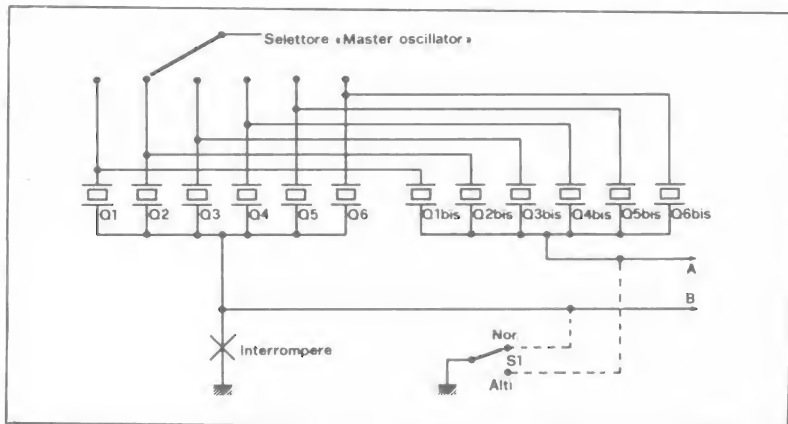 Selettore «Master oscillator»
Q1 Q2 Q3 Q4 Q5 Q6 Q1bis Q2bis Q3bis Q4bis Q5bis Q6bis
A
B
Interrompere
Nor
S1
Alti